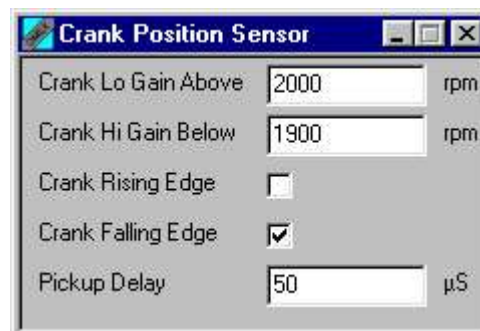 Crank Position Sensor
Crank Lo Gain Above 2000 rpm
Crank Hi Gain Below 1900 rpm
Crank Rising Edge
Crank Falling Edge
Pickup Delay 50 µS